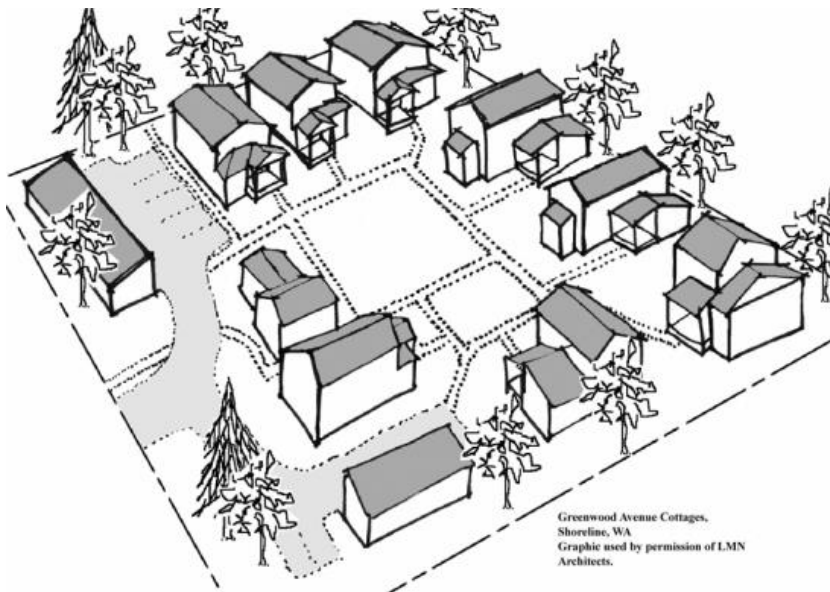 Greenwood Avenue Cottages,
Shoreline, WA
Graphic used by permission of LMN
Architects.